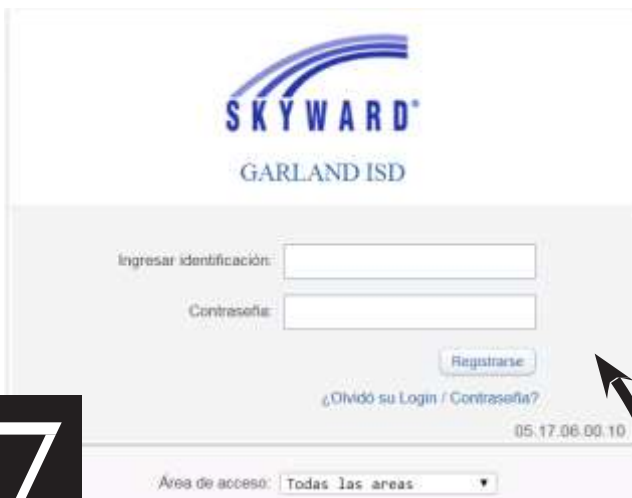 SKYWARD®
GARLAND ISD
Ingresar identificación:
Contraseña:
Registrarse
¿Olvidó su Login / Contraseña?
05.17.06.00.10
7
Área de acceso: Todas las areas